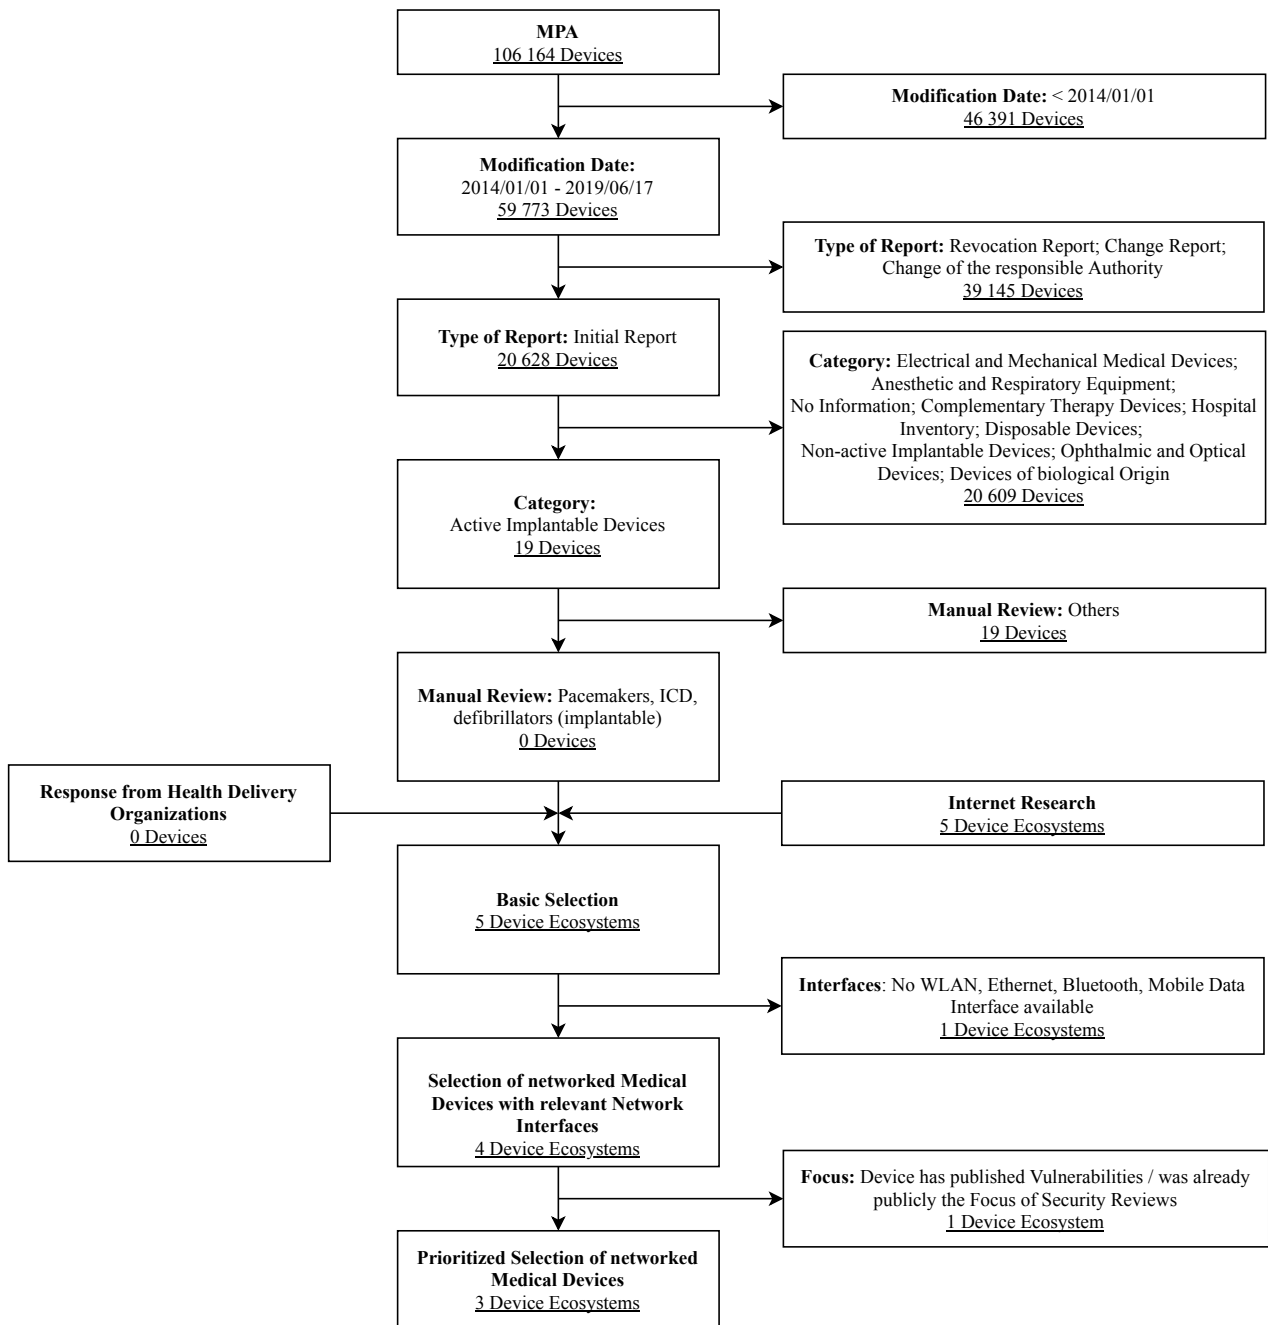 MPA
106 164 Devices
Modification Date: < 2014/01/01
46 391 Devices
Modification Date:
2014/01/01 - 2019/06/17
59 773 Devices
Type of Report: Revocation Report; Change Report;
Change of the responsible Authority
39 145 Devices
Type of Report: Initial Report
20 628 Devices
Category: Electrical and Mechanical Medical Devices;
Anesthetic and Respiratory Equipment;
No Information; Complementary Therapy Devices; Hospital
Inventory; Disposable Devices;
Non-active Implantable Devices; Ophthalmic and Optical
Devices; Devices of biological Origin
20 609 Devices
Category:
Active Implantable Devices
19 Devices
Manual Review: Others
19 Devices
Manual Review: Pacemakers, ICD,
defibrillators (implantable)
0 Devices
Response from Health Delivery
Organizations
0 Devices
Internet Research
5 Device Ecosystems
Basic Selection
5 Device Ecosystems
Interfaces: No WLAN, Ethernet, Bluetooth, Mobile Data
Interface available
1 Device Ecosystems
Selection of networked Medical
Devices with relevant Network
Interfaces
4 Device Ecosystems
Focus: Device has published Vulnerabilities / was already
publicly the Focus of Security Reviews
1 Device Ecosystem
Prioritized Selection of networked
Medical Devices
3 Device Ecosystems